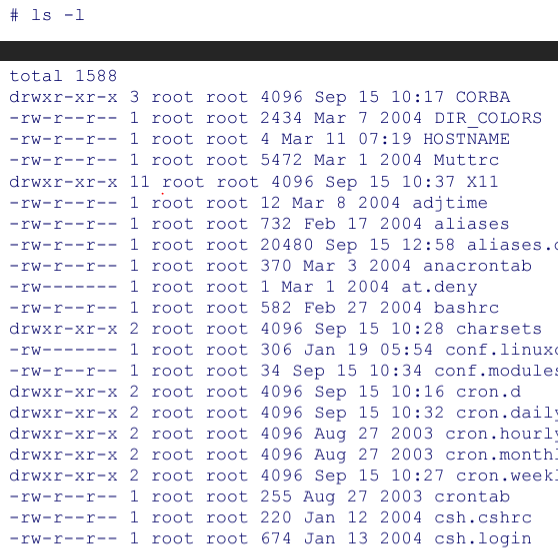 # ls -l
total 1588
drwxr-xr-x 3 root root 4096 Sep 15 10:17 CORBA
-rw-r--r-- 1 root root 2434 Mar 7 2004 DIR_COLORS
-rw-r--r-- 1 root root 4 Mar 11 07:19 HOSTNAME
-rw-r--r-- 1 root root 5472 Mar 1 2004 Muttrc
drwxr-xr-x 11 root root 4096 Sep 15 10:37 X11
-rw-r--r-- 1 root root 12 Mar 8 2004 adjtime
-rw-r--r-- 1 root root 732 Feb 17 2004 aliases
-rw-r--r-- 1 root root 20480 Sep 15 12:58 aliases.
-rw-r--r-- 1 root root 370 Mar 3 2004 anacrontab
-rw------- 1 root root 1 Mar 1 2004 at.deny
-rw-r--r-- 1 root root 582 Feb 27 2004 bashrc
drwxr-xr-x 2 root root 4096 Sep 15 10:28 charsets
-rw------- 1 root root 306 Jan 19 05:54 conf.linux
-rw-r--r-- 1 root root 34 Sep 15 10:34 conf.modules
drwxr-xr-x 2 root root 4096 Sep 15 10:16 cron.d
drwxr-xr-x 2 root root 4096 Sep 15 10:32 cron.daily
drwxr-xr-x 2 root root 4096 Aug 27 2003 cron.hourly
drwxr-xr-x 2 root root 4096 Aug 27 2003 cron.monthl
drwxr-xr-x 2 root root 4096 Sep 15 10:27 cron.weekl
-rw-r--r-- 1 root root 255 Aug 27 2003 crontab
-rw-r--r-- 1 root root 220 Jan 12 2004 csh.cshrc
-rw-r--r-- 1 root root 674 Jan 13 2004 csh.login